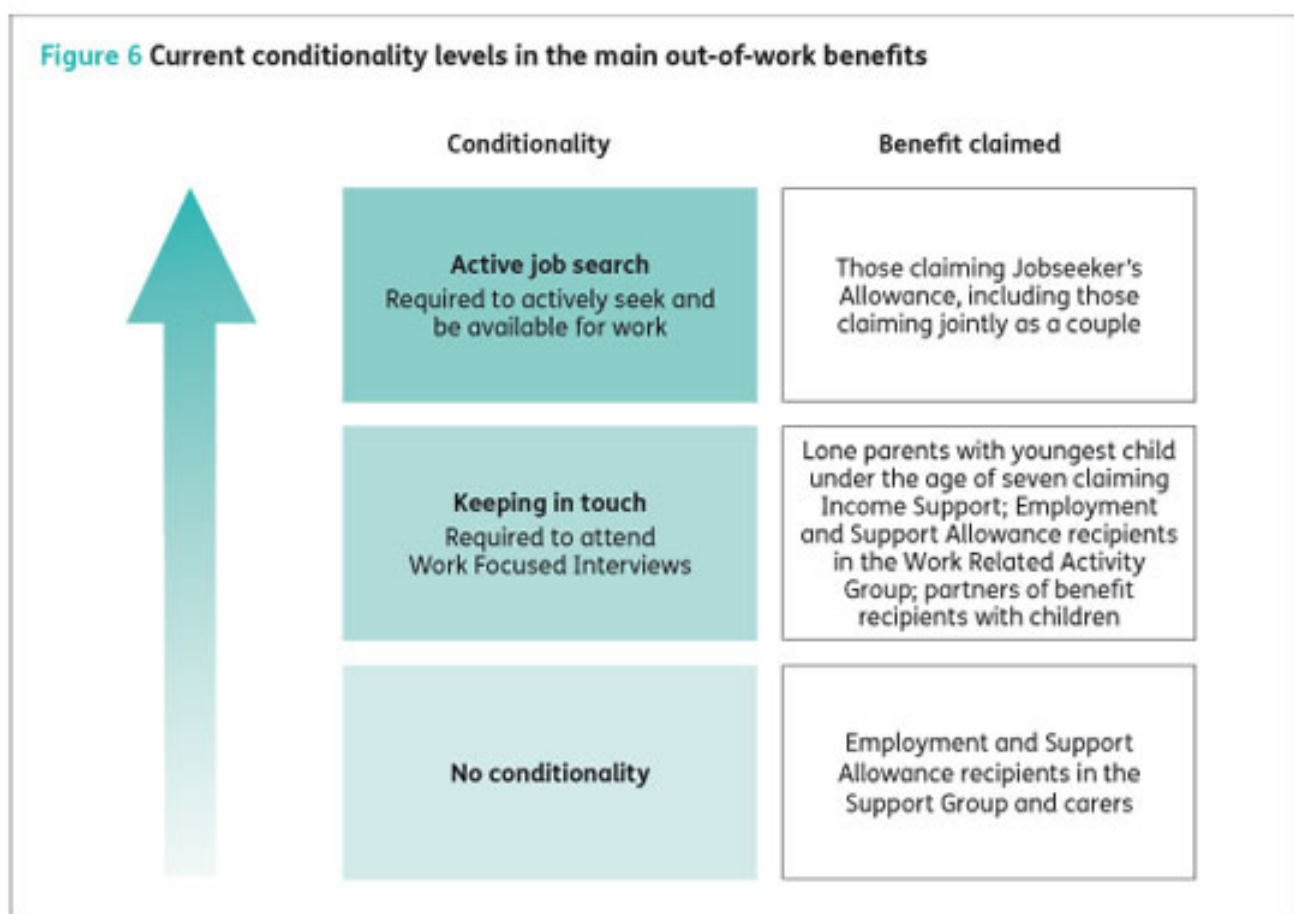 Figure 6 Current conditionality levels in the main out-of-work benefits
Conditionality
Benefit claimed
Active job search
Required to actively seek and
be available for work
Those claiming Jobseeker's
Allowance, including those
claiming jointly as a couple
Keeping in touch
Required to attend
Work Focused Interviews
Lone parents with youngest child
under the age of seven claiming
Income Support; Employment
and Support Allowance recipients
in the Work Related Activity
Group; partners of benefit
recipients with children
No conditionality
Employment and Support
Allowance recipients in the
Support Group and carers